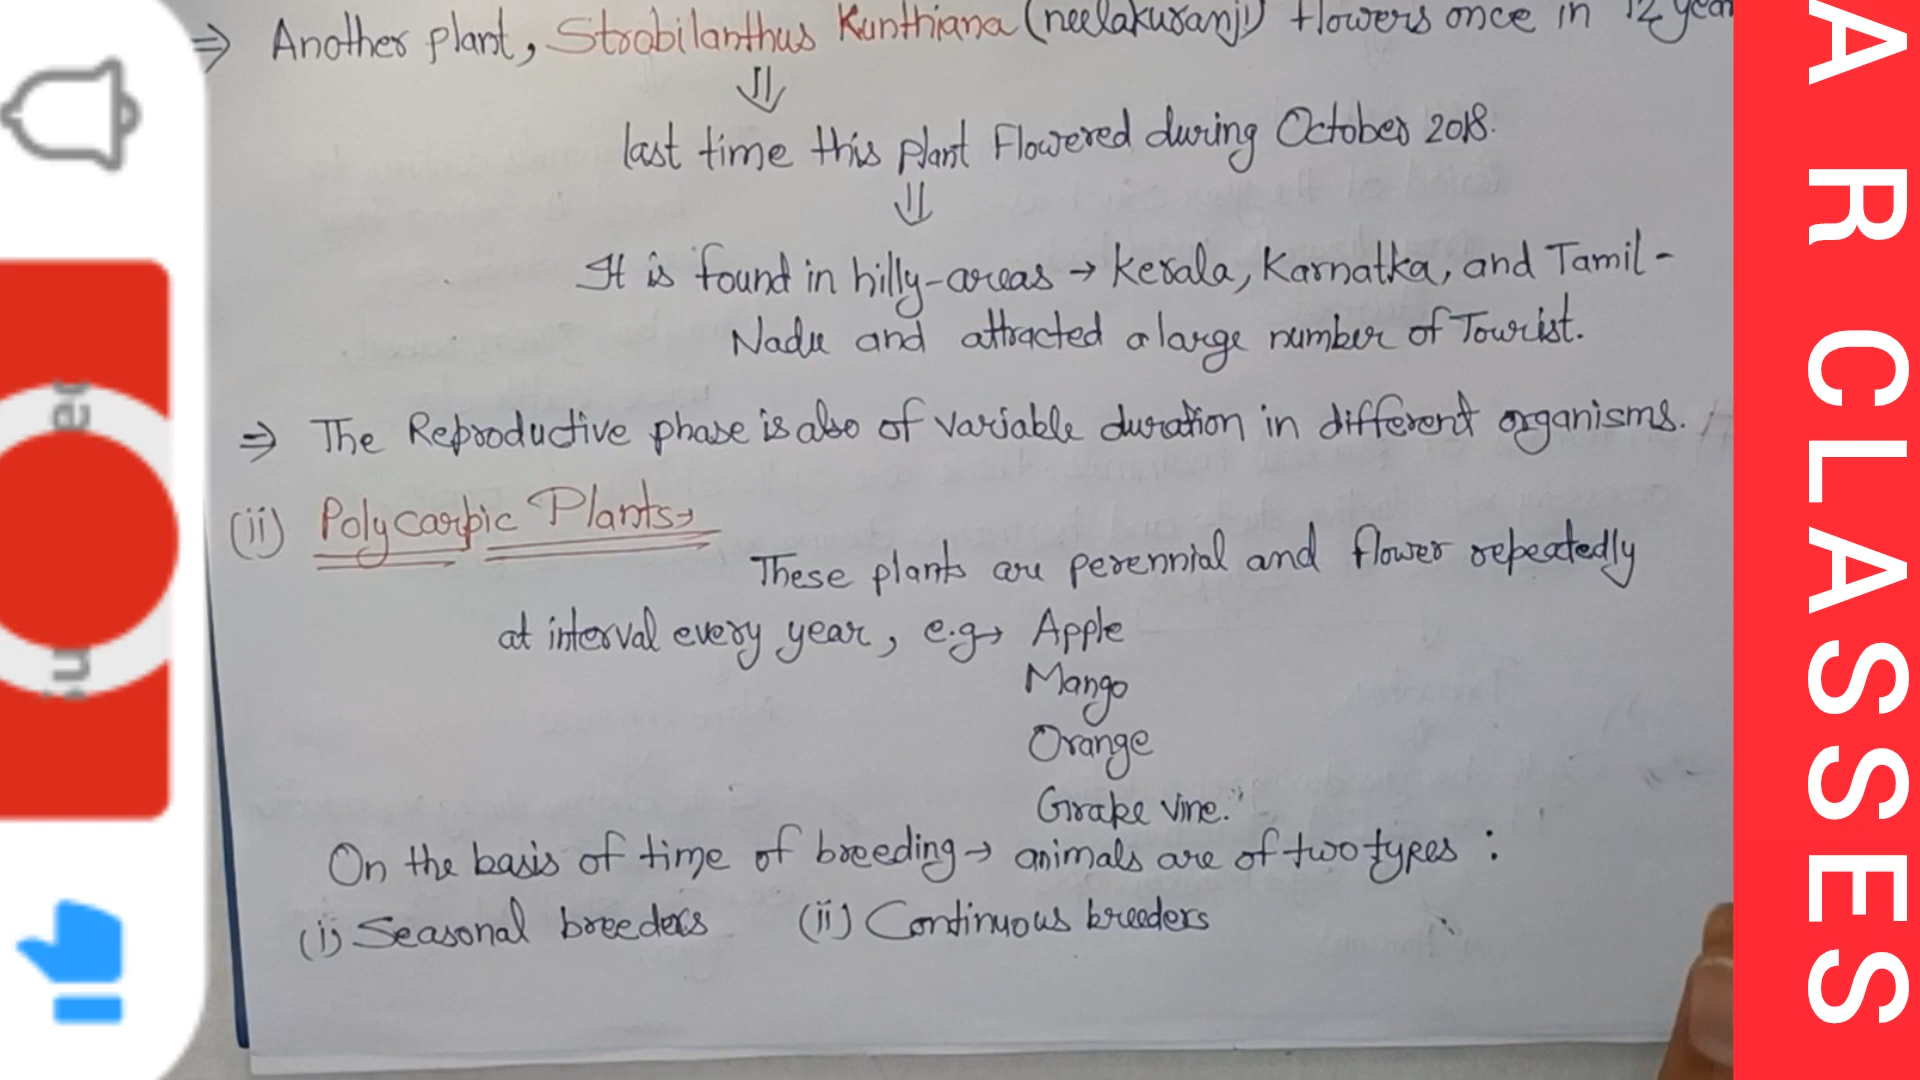 ⇒ Another plant, Strobilanthus Kunthiana (neelakuranji) flowers once in 12 year
⇓
last time this plant Flowered during October 2018.
⇓
It is found in hilly-areas → Kerala, Karnatka, and Tamil-
Nadu and attracted a large number of Tourist.
⇒ The Reproductive phase is also of variable duration in different organisms.
(ii) Polycarpic Plants→
These plants are perennial and flower repeatedly
at interval every year, e.g→ Apple
Mango
Orange
Grape vine.
On the basis of time of breeding → animals are of two types :
(i) Seasonal breeders (ii) Continuous breeders
A R CLASSES